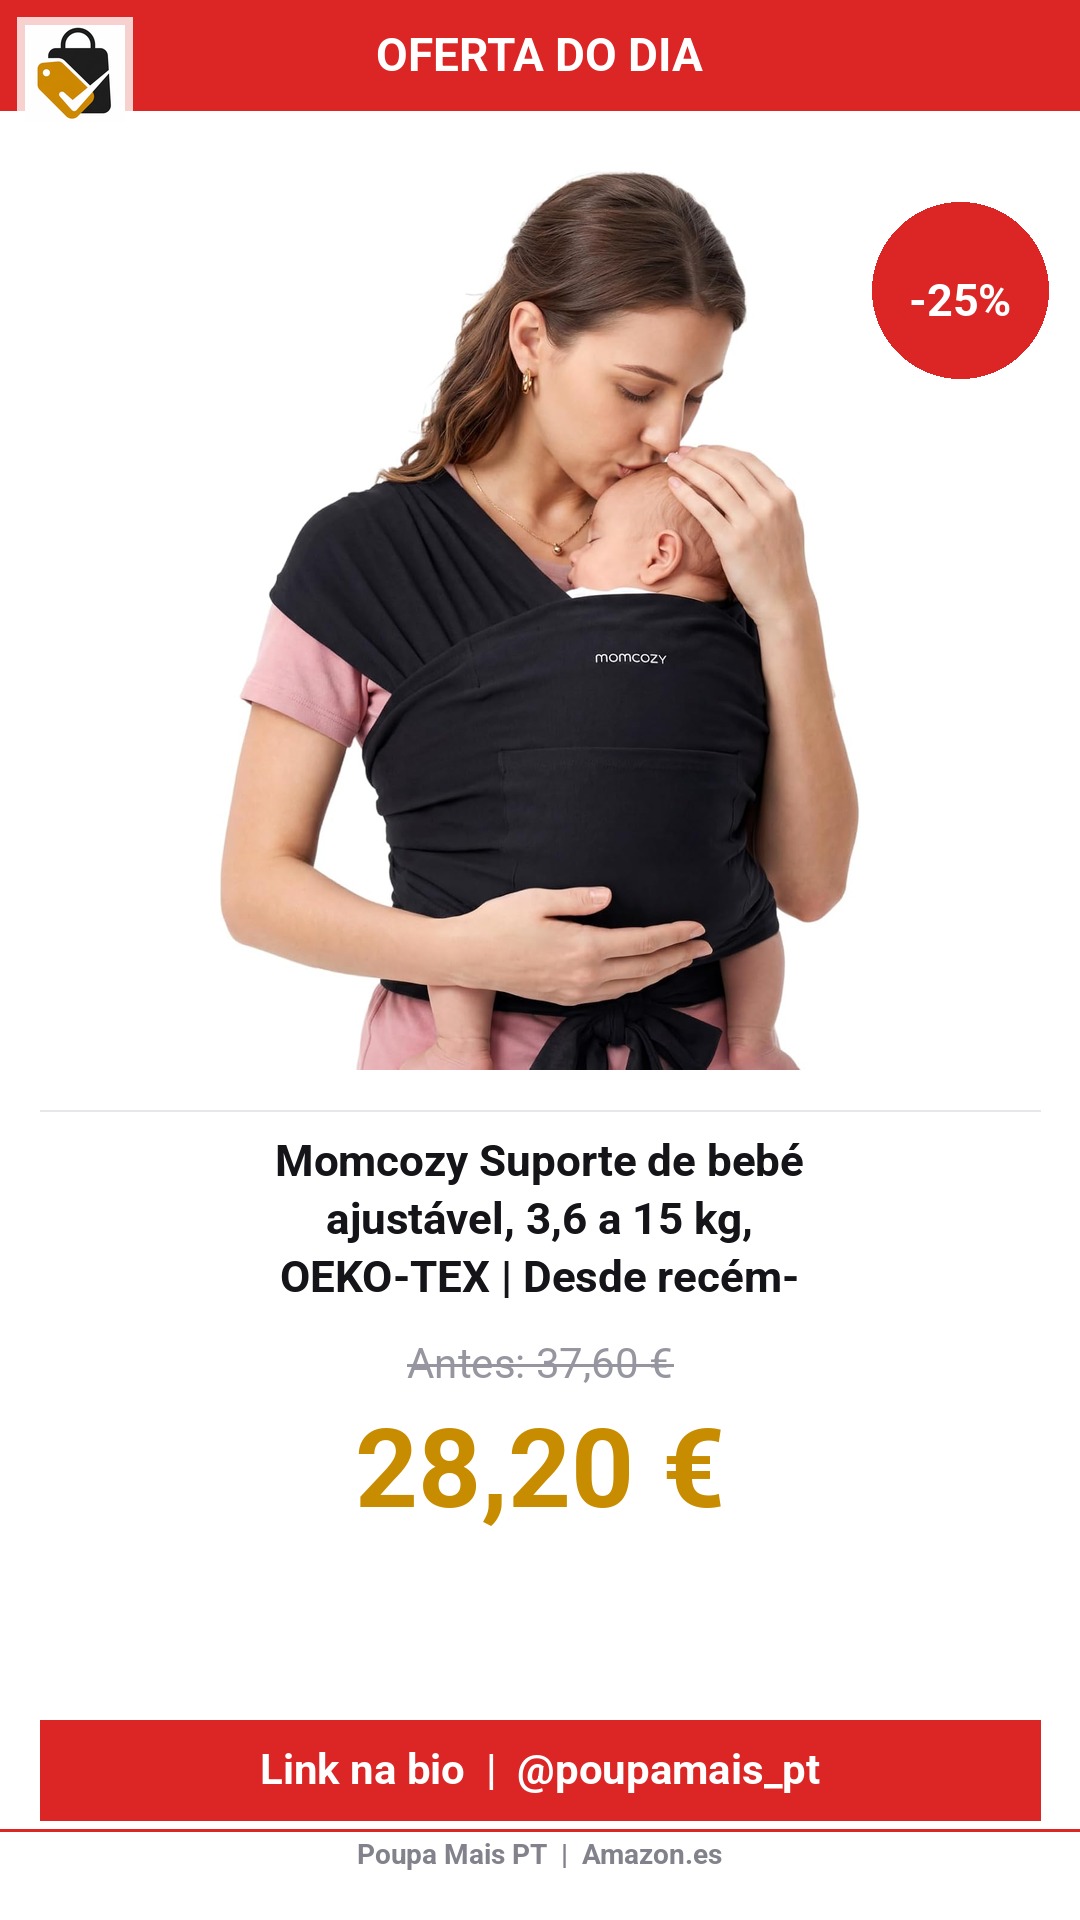 OFERTA DO DIA
-25%
momcozy
Momcozy Suporte de bebé
ajustável, 3,6 a 15 kg,
OEKO-TEX | Desde recém-
Antes: 37,60 €
28,20 €
Link na bio | @poupamais_pt
Poupa Mais PT | Amazon.es